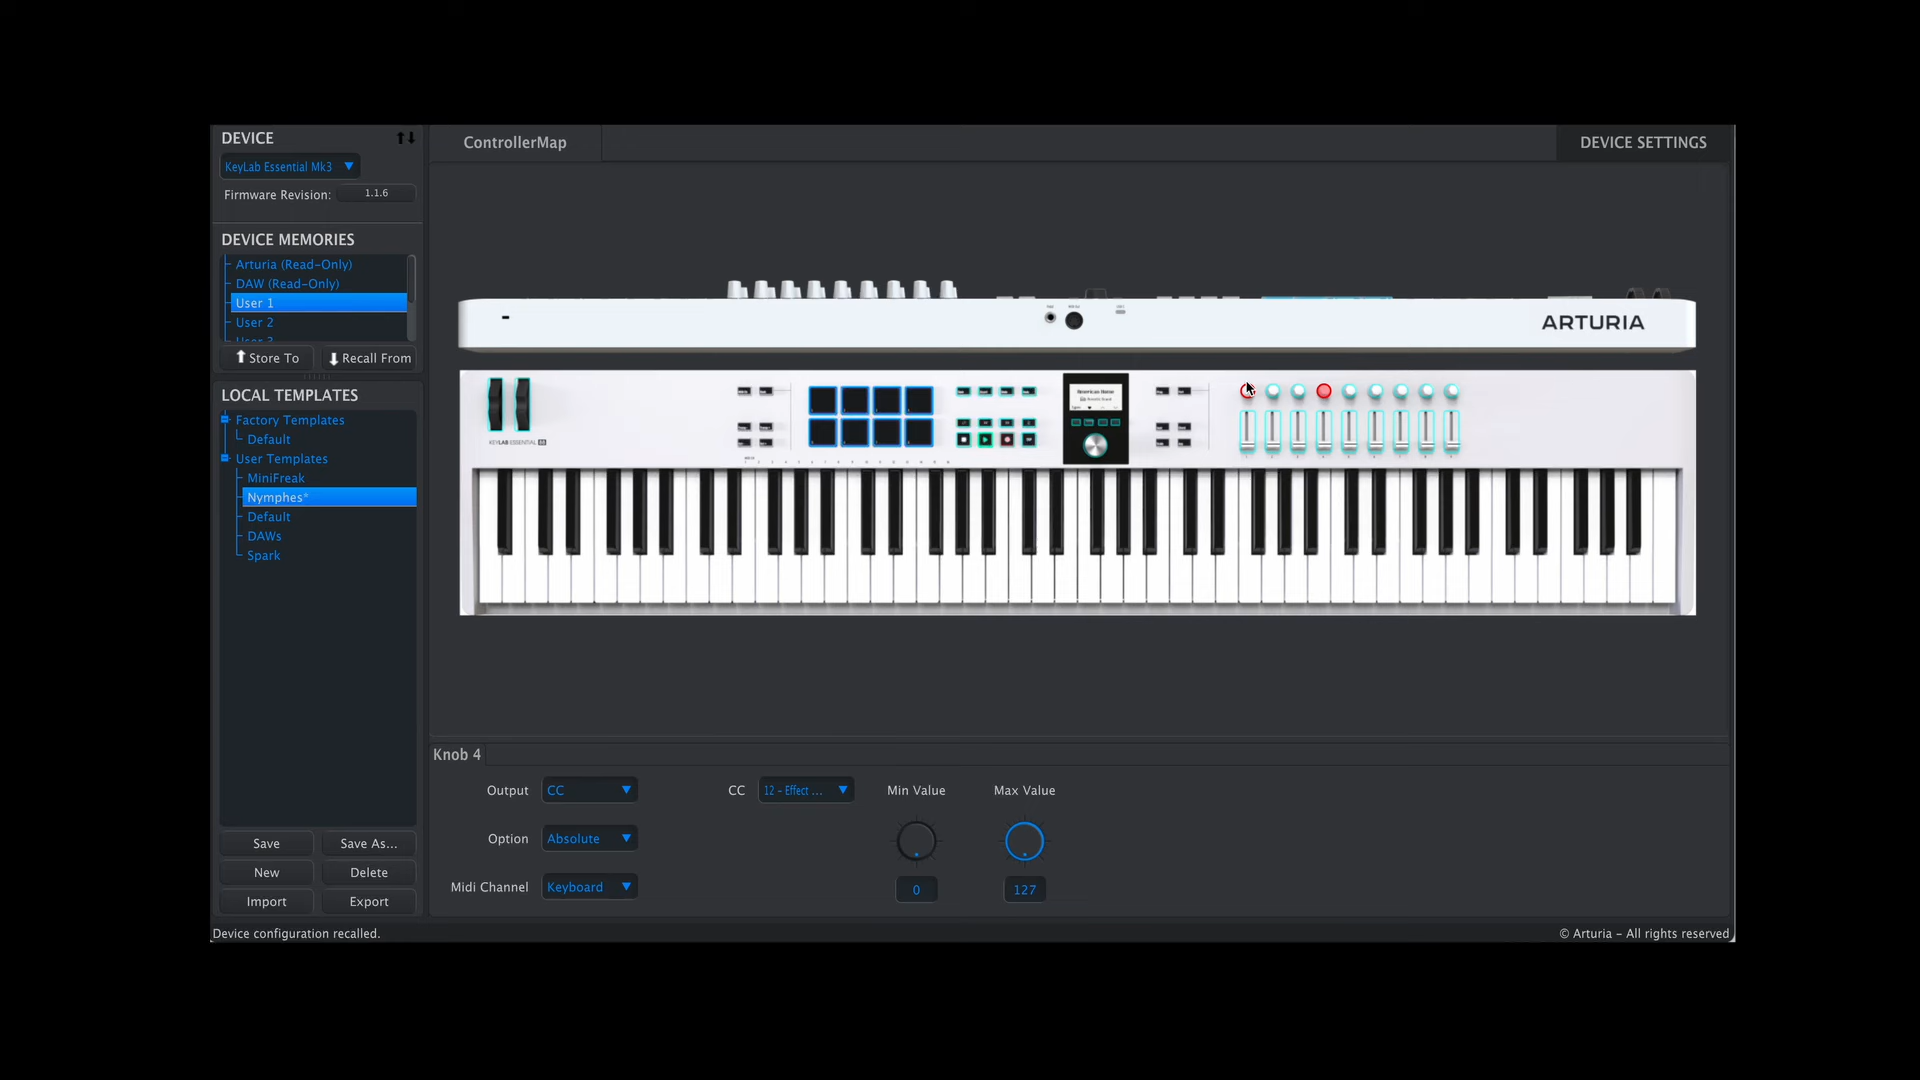 DEVICE
KeyLab Essential Mk3
Firmware Revision: 1.1.6
DEVICE MEMORIES
Arturia (Read-Only)
DAW (Read-Only)
User 1
User 2
Store To
Recall From
LOCAL TEMPLATES
Factory Templates
Default
User Templates
MiniFreak
Nymphes*
Default
DAWs
Spark
Save
Save As...
New
Delete
Import
Export
Device configuration recalled.
ControllerMap
DEVICE SETTINGS
ARTURIA
KEYLAB ESSENTIAL 88
Knob 4
Output CC
CC 12 - Effect ...
Min Value
Max Value
Option Absolute
Midi Channel Keyboard
0
127
© Arturia - All rights reserved